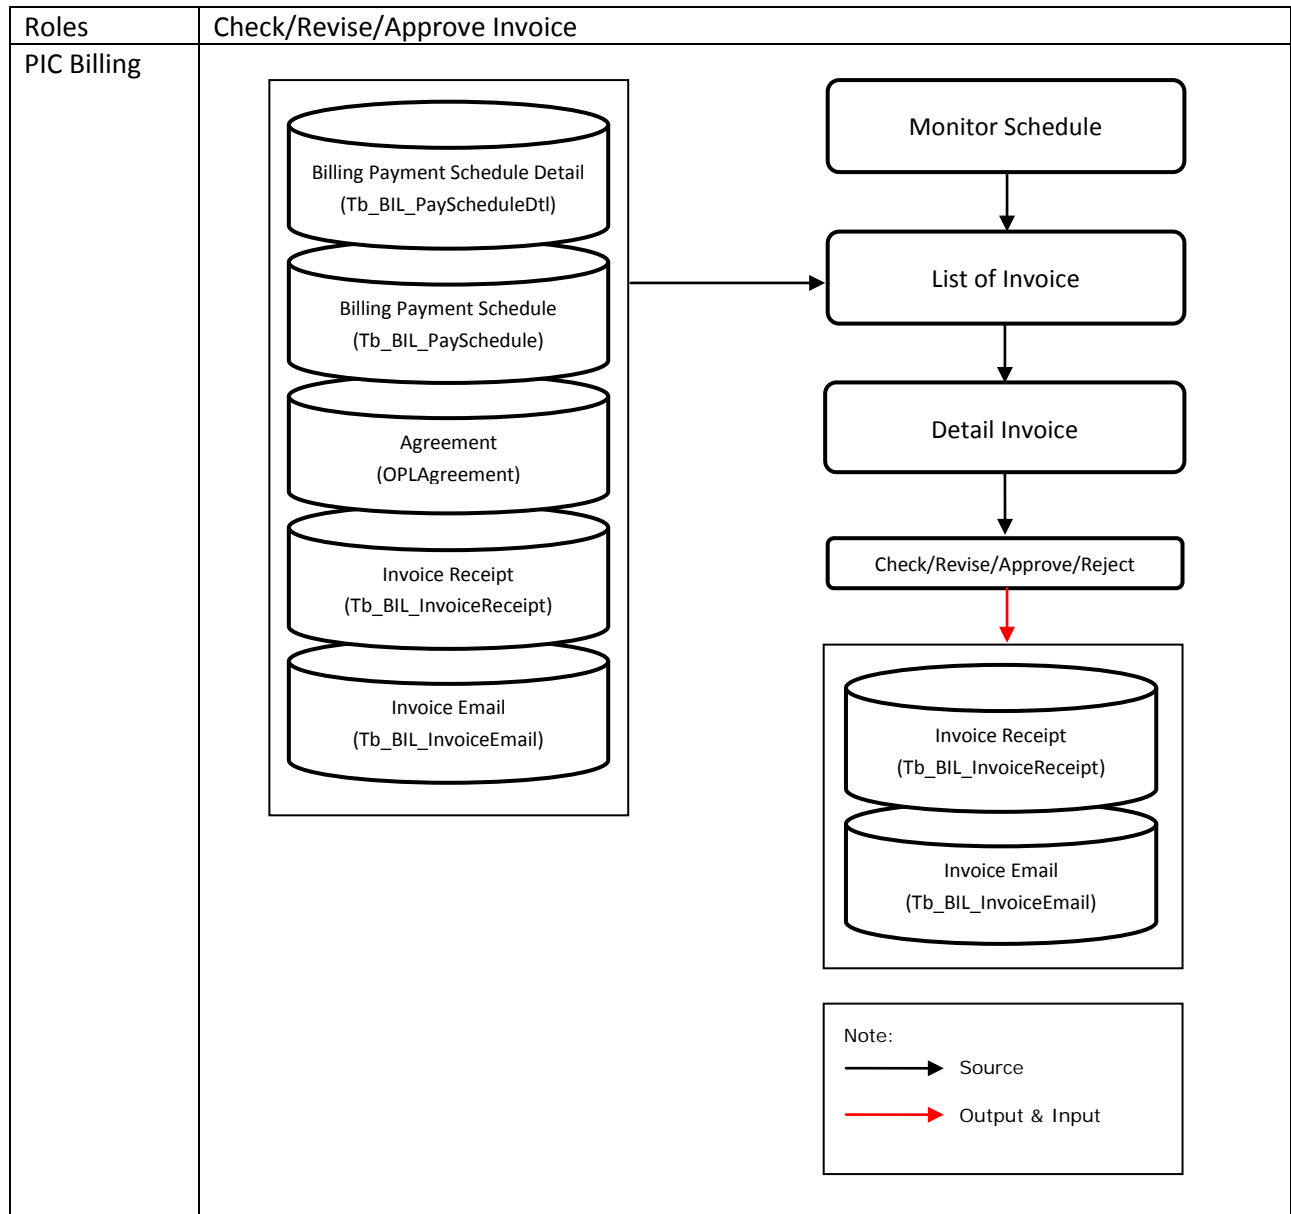 Roles
Check/Revise/Approve Invoice
PIC Billing
Billing Payment Schedule Detail
(Tb_BIL_PayScheduleDtl)
Billing Payment Schedule
(Tb_BIL_PaySchedule)
Agreement
(OPLAgreement)
Invoice Receipt
(Tb_BIL_InvoiceReceipt)
Invoice Email
(Tb_BIL_InvoiceEmail)
Monitor Schedule
List of Invoice
Detail Invoice
Check/Revise/Approve/Reject
Invoice Receipt
(Tb_BIL_InvoiceReceipt)
Invoice Email
(Tb_BIL_InvoiceEmail)
Note:
Source
Output & Input